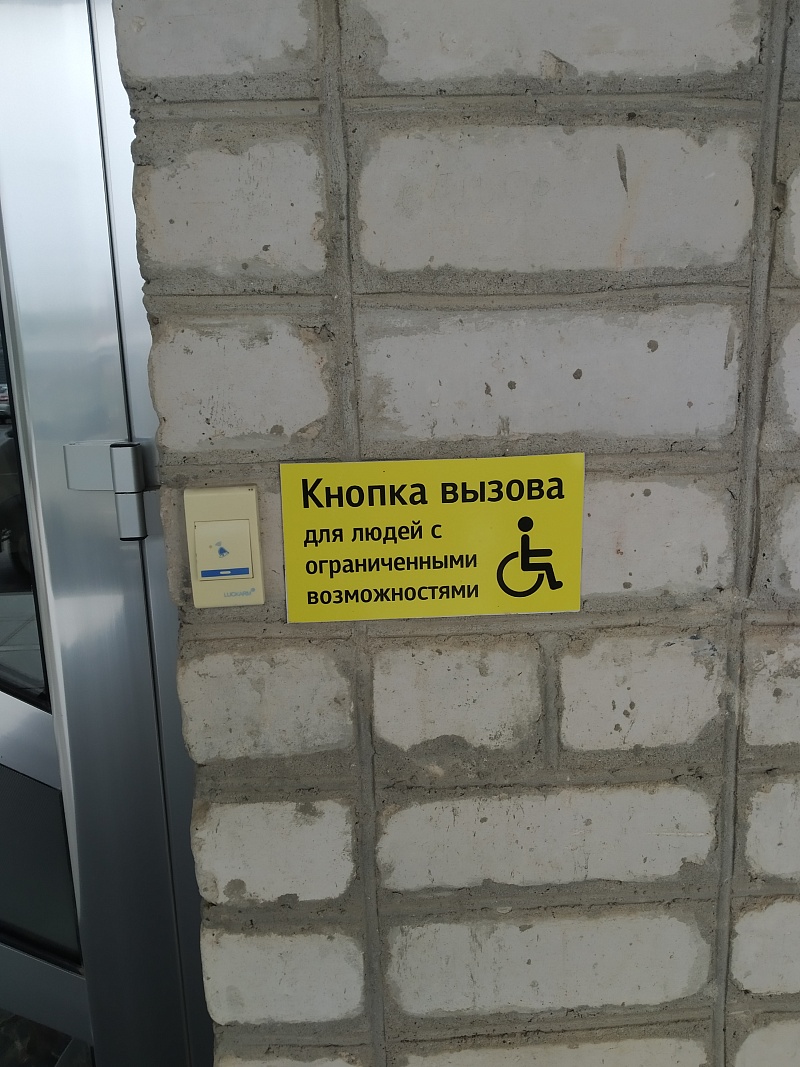 Кнопка вызова
для людей с
ограниченными
возможностями